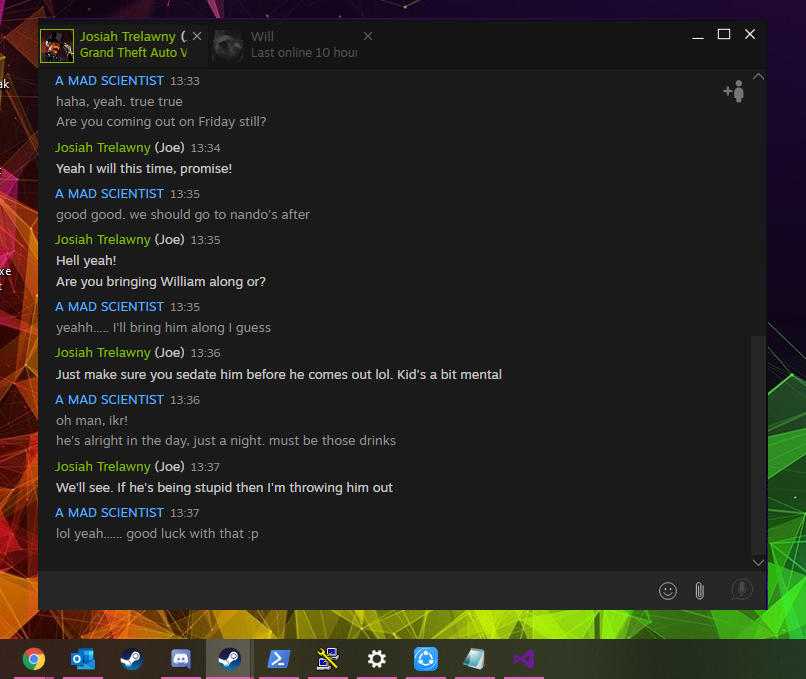 Josiah Trelawny (.
Grand Theft Auto V
Will
Last online 10 hour
ak
A MAD SCIENTIST 13:33
haha, yeah. true true
Are you coming out on Friday still?
Josiah Trelawny (Joe) 13:34
Yeah I will this time, promise!
A MAD SCIENTIST 13:35
good good. we should go to nando's after
Josiah Trelawny (Joe) 13:35
Hell yeah!
xe
t
Are you bringing William along or?
A MAD SCIENTIST 13:35
yeahh..... I'll bring him along I guess
Josiah Trelawny (Joe) 13:36
Just make sure you sedate him before he comes out lol. Kid's a bit mental
A MAD SCIENTIST 13:36
oh man, ikr!
he's alright in the day, just a night. must be those drinks
Josiah Trelawny (Joe) 13:37
We'll see. If he's being stupid then I'm throwing him out
A MAD SCIENTIST 13:37
lol yeah...... good luck with that :p